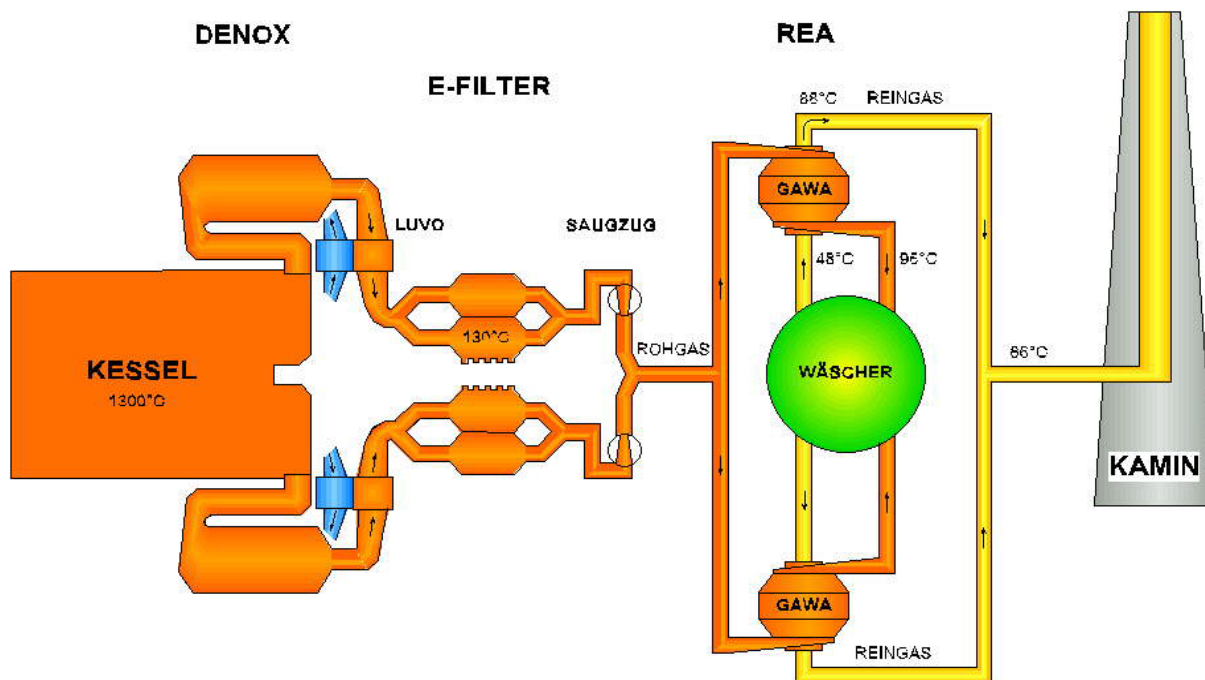 DENOX
REA
E-FILTER
88°C
REINGAS
GAWA
LUVO
SAUGZUG
48°C
95°C
130°C
ROHGAS
86°C
KESSEL
1300°C
WÄSCHER
KAMIN
GAWA
REINGAS